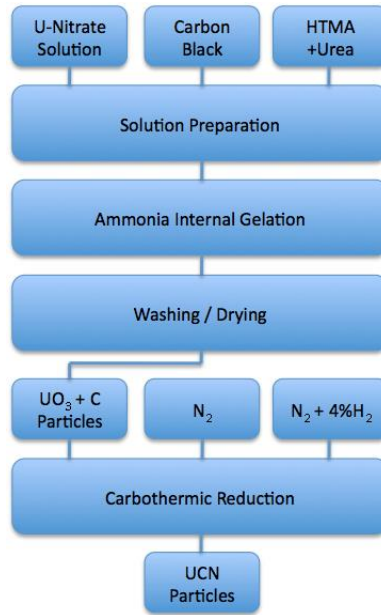 U-Nitrate
Solution
Carbon
Black
HTMA
+Urea
Solution Preparation
Ammonia Internal Gelation
Washing / Drying
UO₃ + C
Particles
N₂
N₂ + 4%H₂
Carbothermic Reduction
UCN
Particles